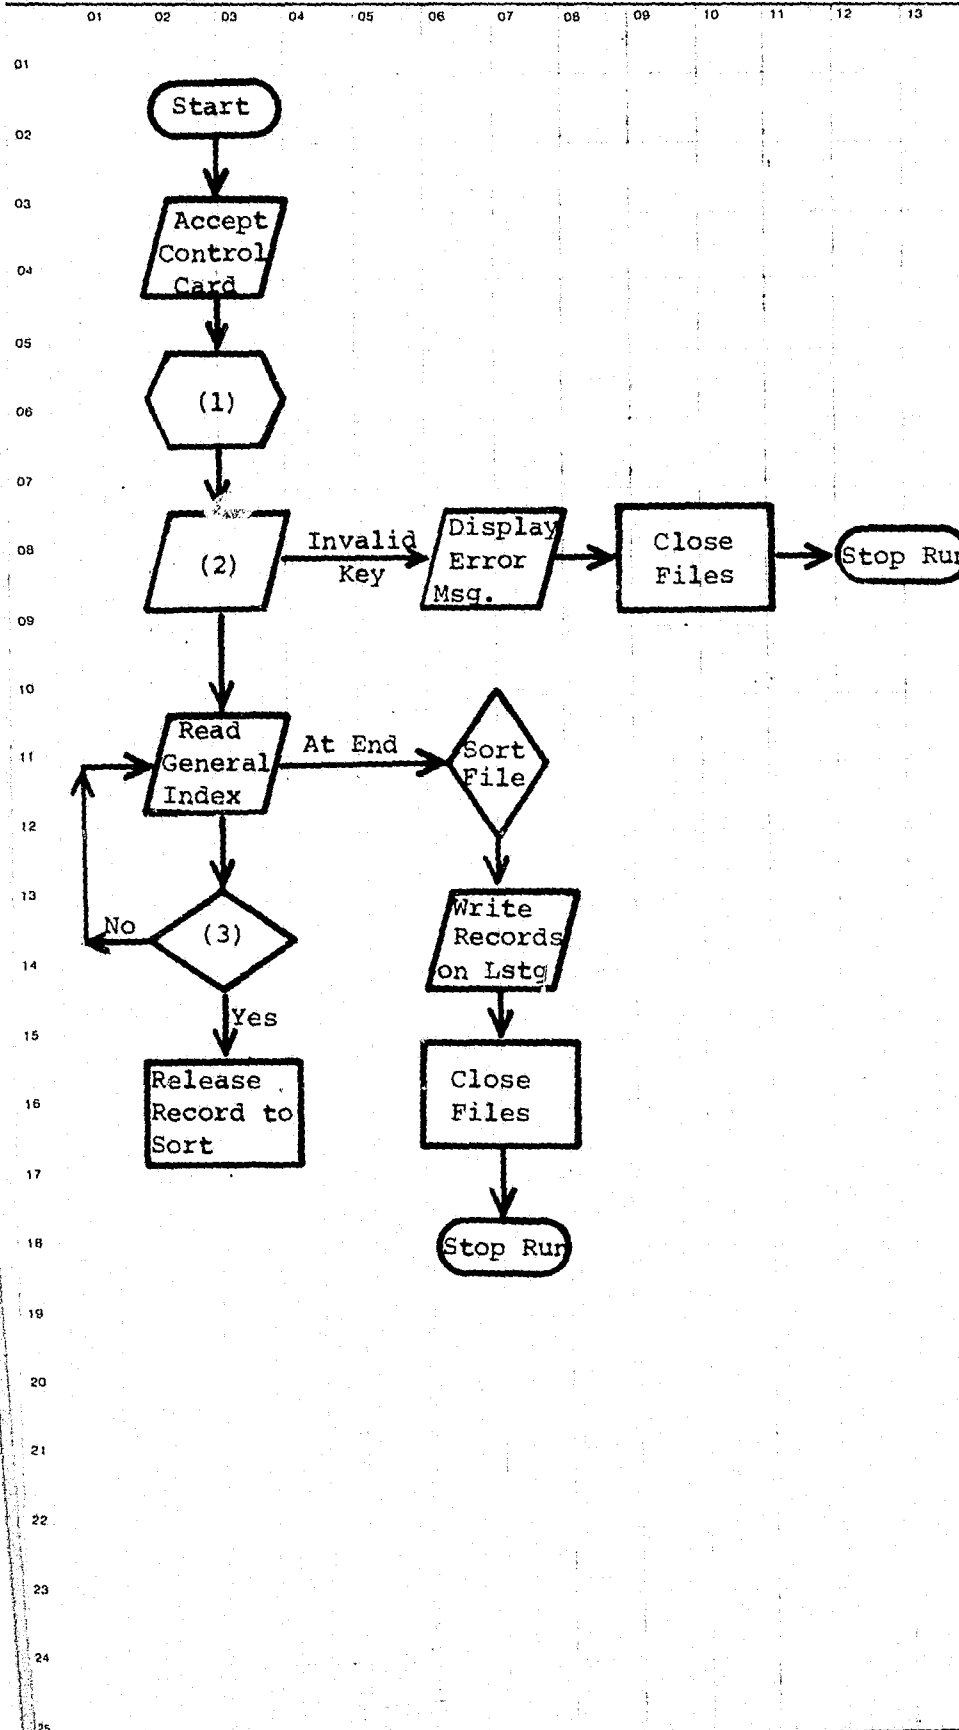 01 02 03 04 05 06 07 08 09 10 11 12 13
01
Start
02
03
Accept
Control
04
Card
05
06
(1)
07
08
(2)
Invalid
Key
Display
Error
Msg.
Close
Files
Stop Run
09
10
11
Read
General
Index
At End
Sort
File
12
13
No
(3)
Write
Records
on Lstg
14
Yes
15
Release
Record to
Sort
Close
Files
16
17
18
Stop Run
19
20
21
22
23
24
25